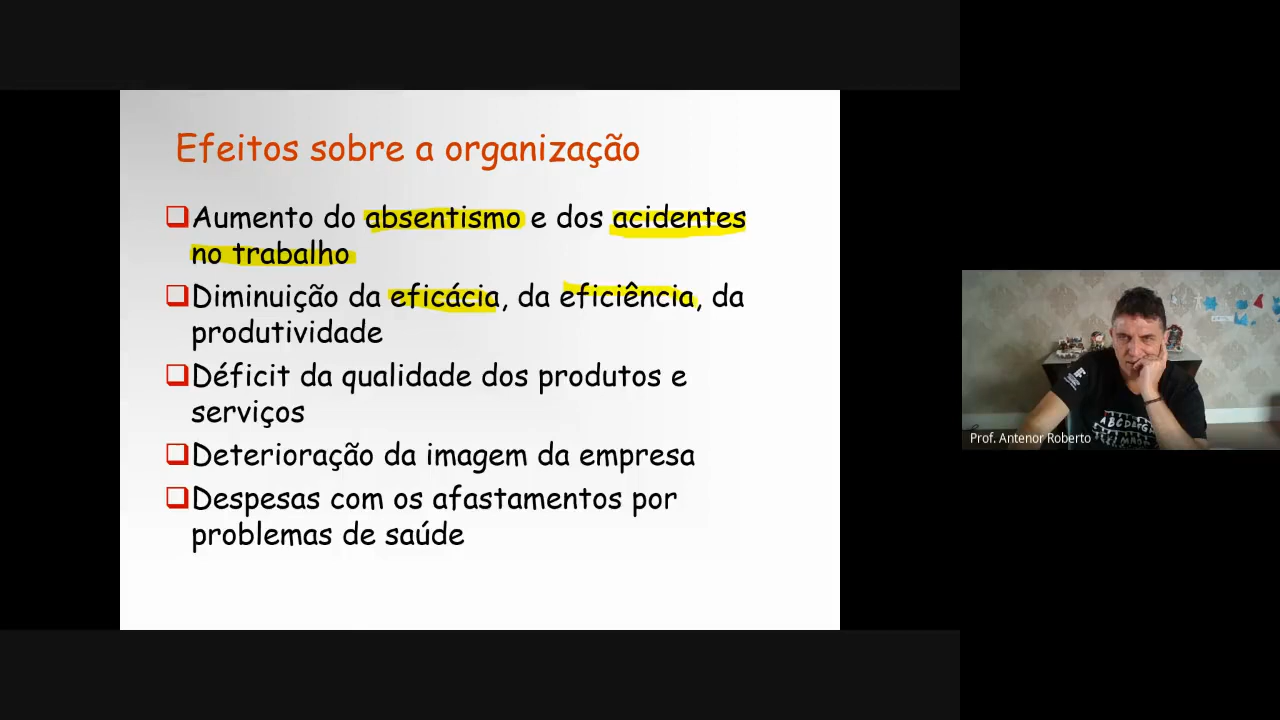 Efeitos sobre a organização
❑Aumento do absentismo e dos acidentes
no trabalho
❑Diminuição da eficácia, da eficiência, da
produtividade
❑Déficit da qualidade dos produtos e
serviços
❑Deterioração da imagem da empresa
❑Despesas com os afastamentos por
problemas de saúde
ABCDEFG
Prof. Antenor Roberto